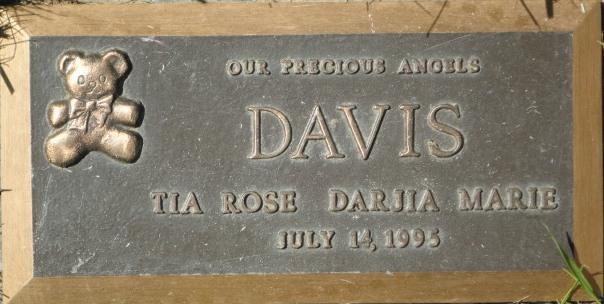 OUR PRECIOUS ANGELS
DAVIS
TIA ROSE DARJIA MARIE
JULY 14, 1995